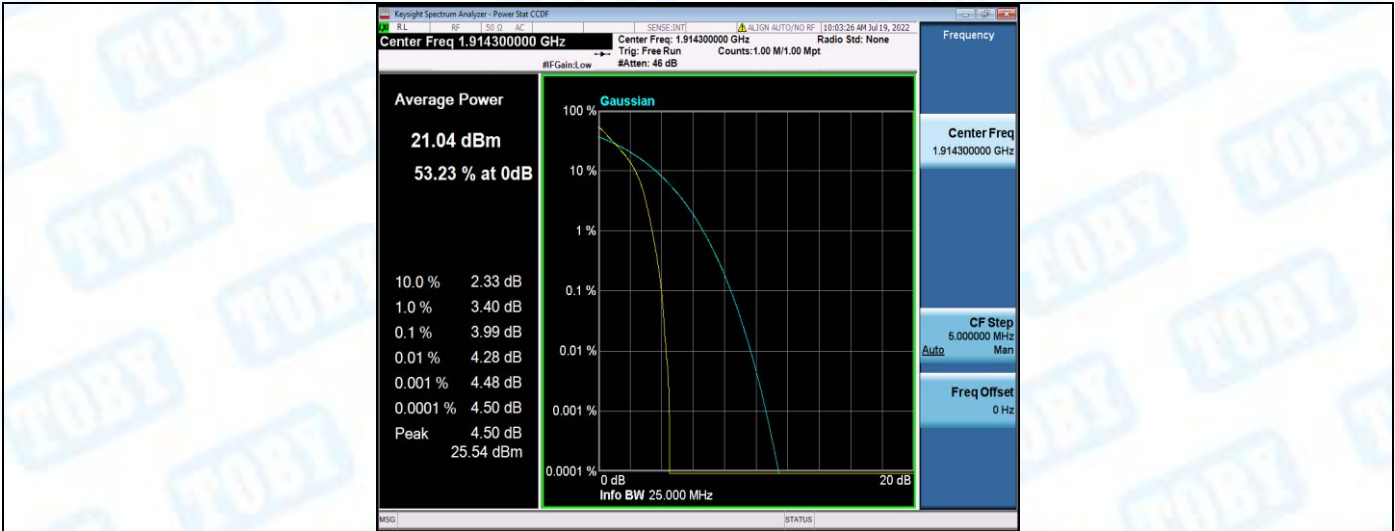 Keysight Spectrum Analyzer - Power Stat CCDF
RL RF 50 Ω AC SENSE:INT ALIGN AUTO/NO RF 10:03:26 AM Jul 19, 2022
Center Freq 1.914300000 GHz
Center Freq: 1.914300000 GHz Radio Std: None
Trig: Free Run Counts:1.00 M/1.00 Mpt
#IFGain:Low #Atten: 46 dB
Frequency
Average Power
21.04 dBm
53.23 % at 0dB
10.0 % 2.33 dB
1.0 % 3.40 dB
0.1 % 3.99 dB
0.01 % 4.28 dB
0.001 % 4.48 dB
0.0001 % 4.50 dB
Peak 4.50 dB
25.54 dBm
Gaussian
100 %
10 %
1 %
0.1 %
0.01 %
0.001 %
0.0001 %
0 dB 20 dB
Info BW 25.000 MHz
Center Freq
1.914300000 GHz
CF Step
5.000000 MHz
Auto Man
Freq Offset
0 Hz
MSG STATUS
TOBY
TOBY
TOBY
TOBY
TOBY
TOBY
TOBY
TOBY